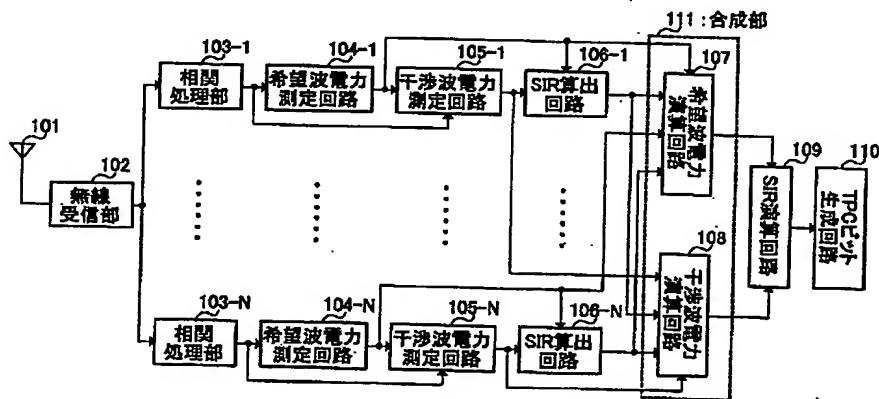 111:合成部
103-1
相関
処理部
104-1
希望波電力
測定回路
105-1
干渉波電力
測定回路
106-1
SIR算出
回路
107
希望波電力
演算回路
101
102
無線
受信部
109
SIR演算回路
110
TPCビット
生成回路
108
干渉波電力
演算回路
103-N
相関
処理部
104-N
希望波電力
測定回路
105-N
干渉波電力
測定回路
106-N
SIR算出
回路